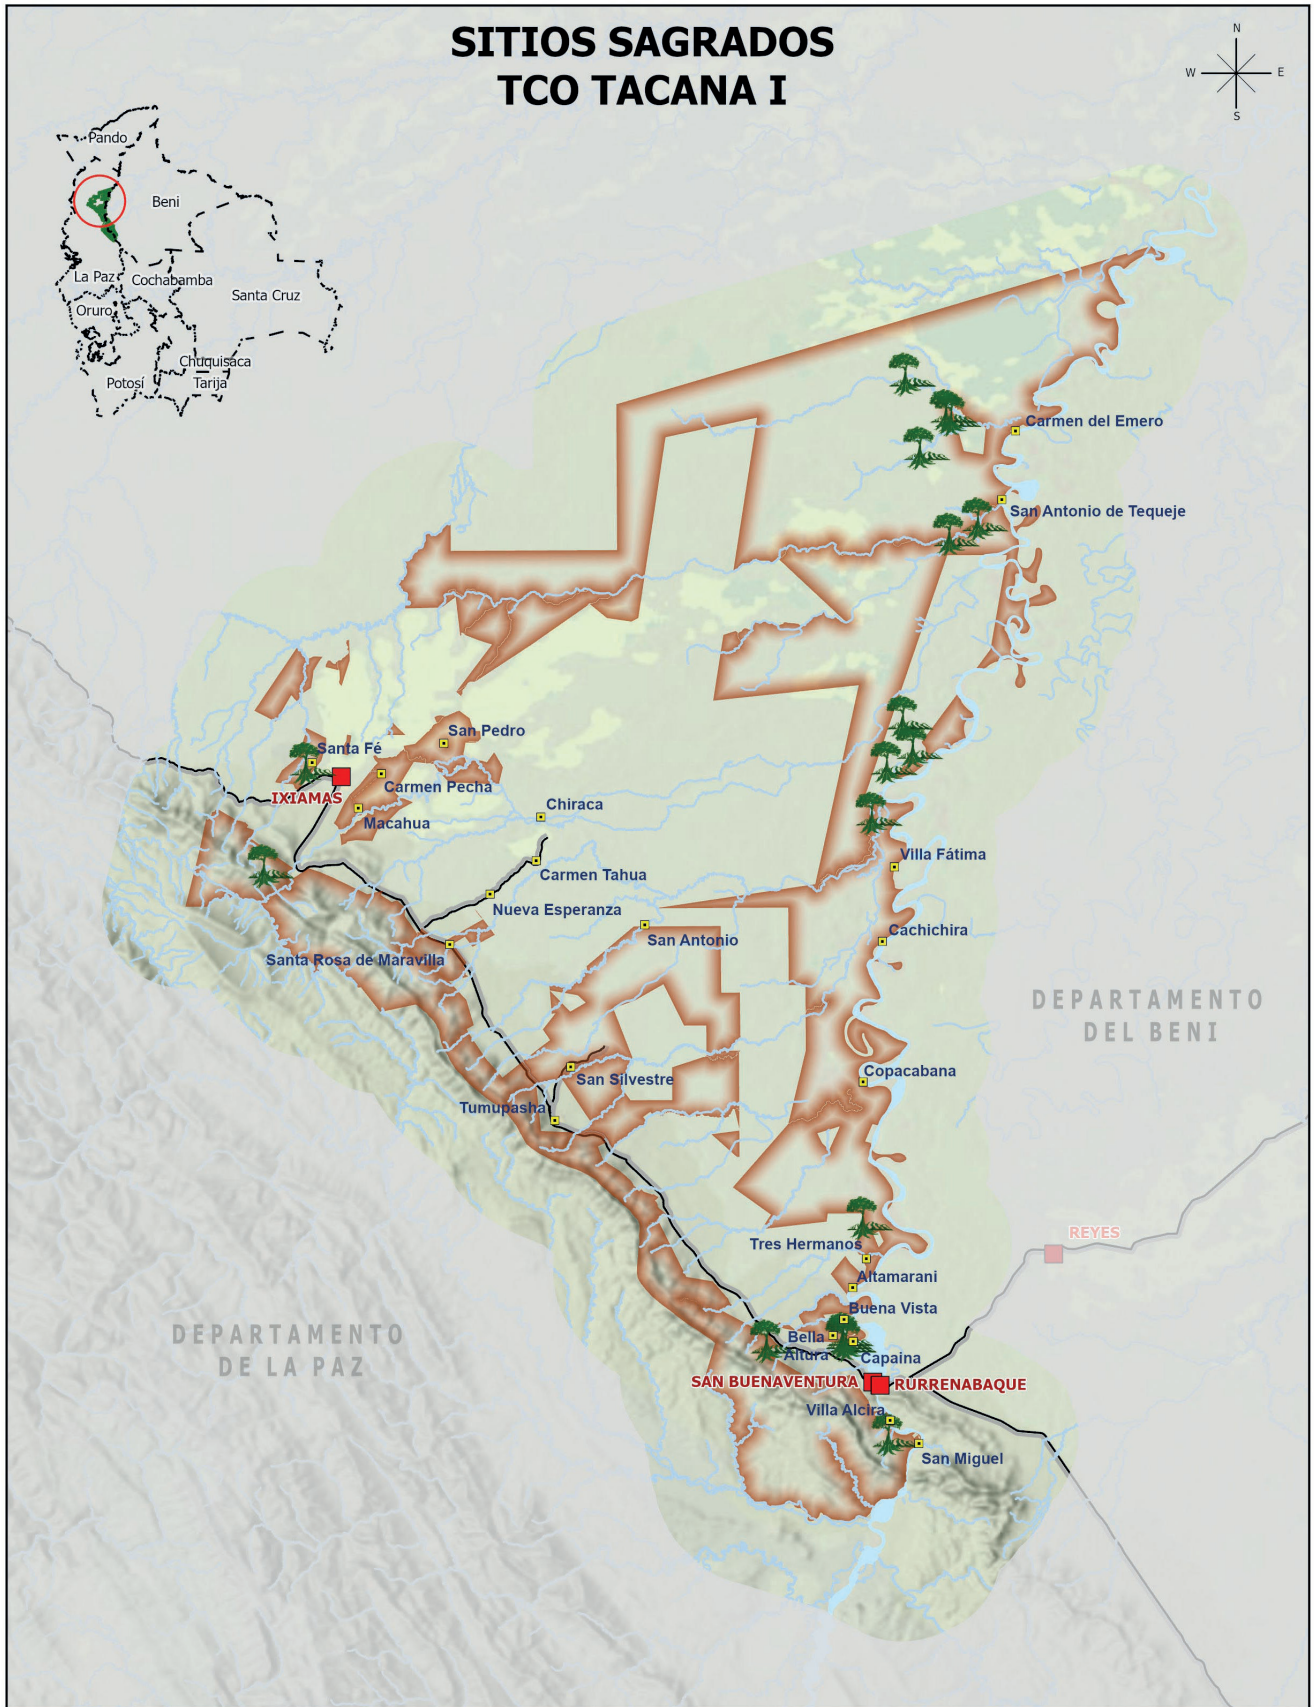 SITIOS SAGRADOS
TCO TACANA I
N
W
E
S
Pando
Beni
La Paz
Cochabamba
Santa Cruz
Oruro
Chuquisaca
Potosí
Tarija
Carmen del Emero
San Antonio de Tequeje
San Pedro
Santa Fé
Carmen Pecha
IXIAMAS
Macahua
Chiraca
Villa Fátima
Carmen Tahua
Nueva Esperanza
Cachichira
San Antonio
Santa Rosa de Maravilla
DEPARTAMENTO
DEL BENI
Copacabana
San Silvestre
Tumupasha
REYES
Tres Hermanos
Altamarani
Buena Vista
DEPARTAMENTO
DE LA PAZ
Bella
Altura
Capaina
SAN BUENAVENTURA
RURRENABAQUE
Villa Alcira
San Miguel